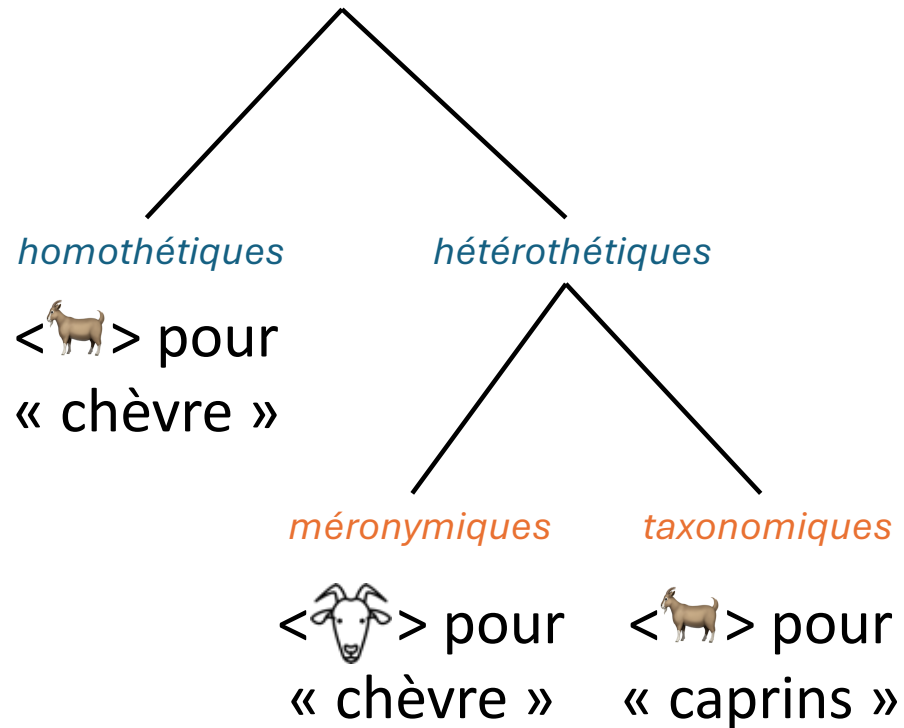 homothétiques
hétérothétiques
<🐐> pour
« chèvre »
méronymiques
taxonomiques
< > pour
« chèvre »
<🐐> pour
« caprins »